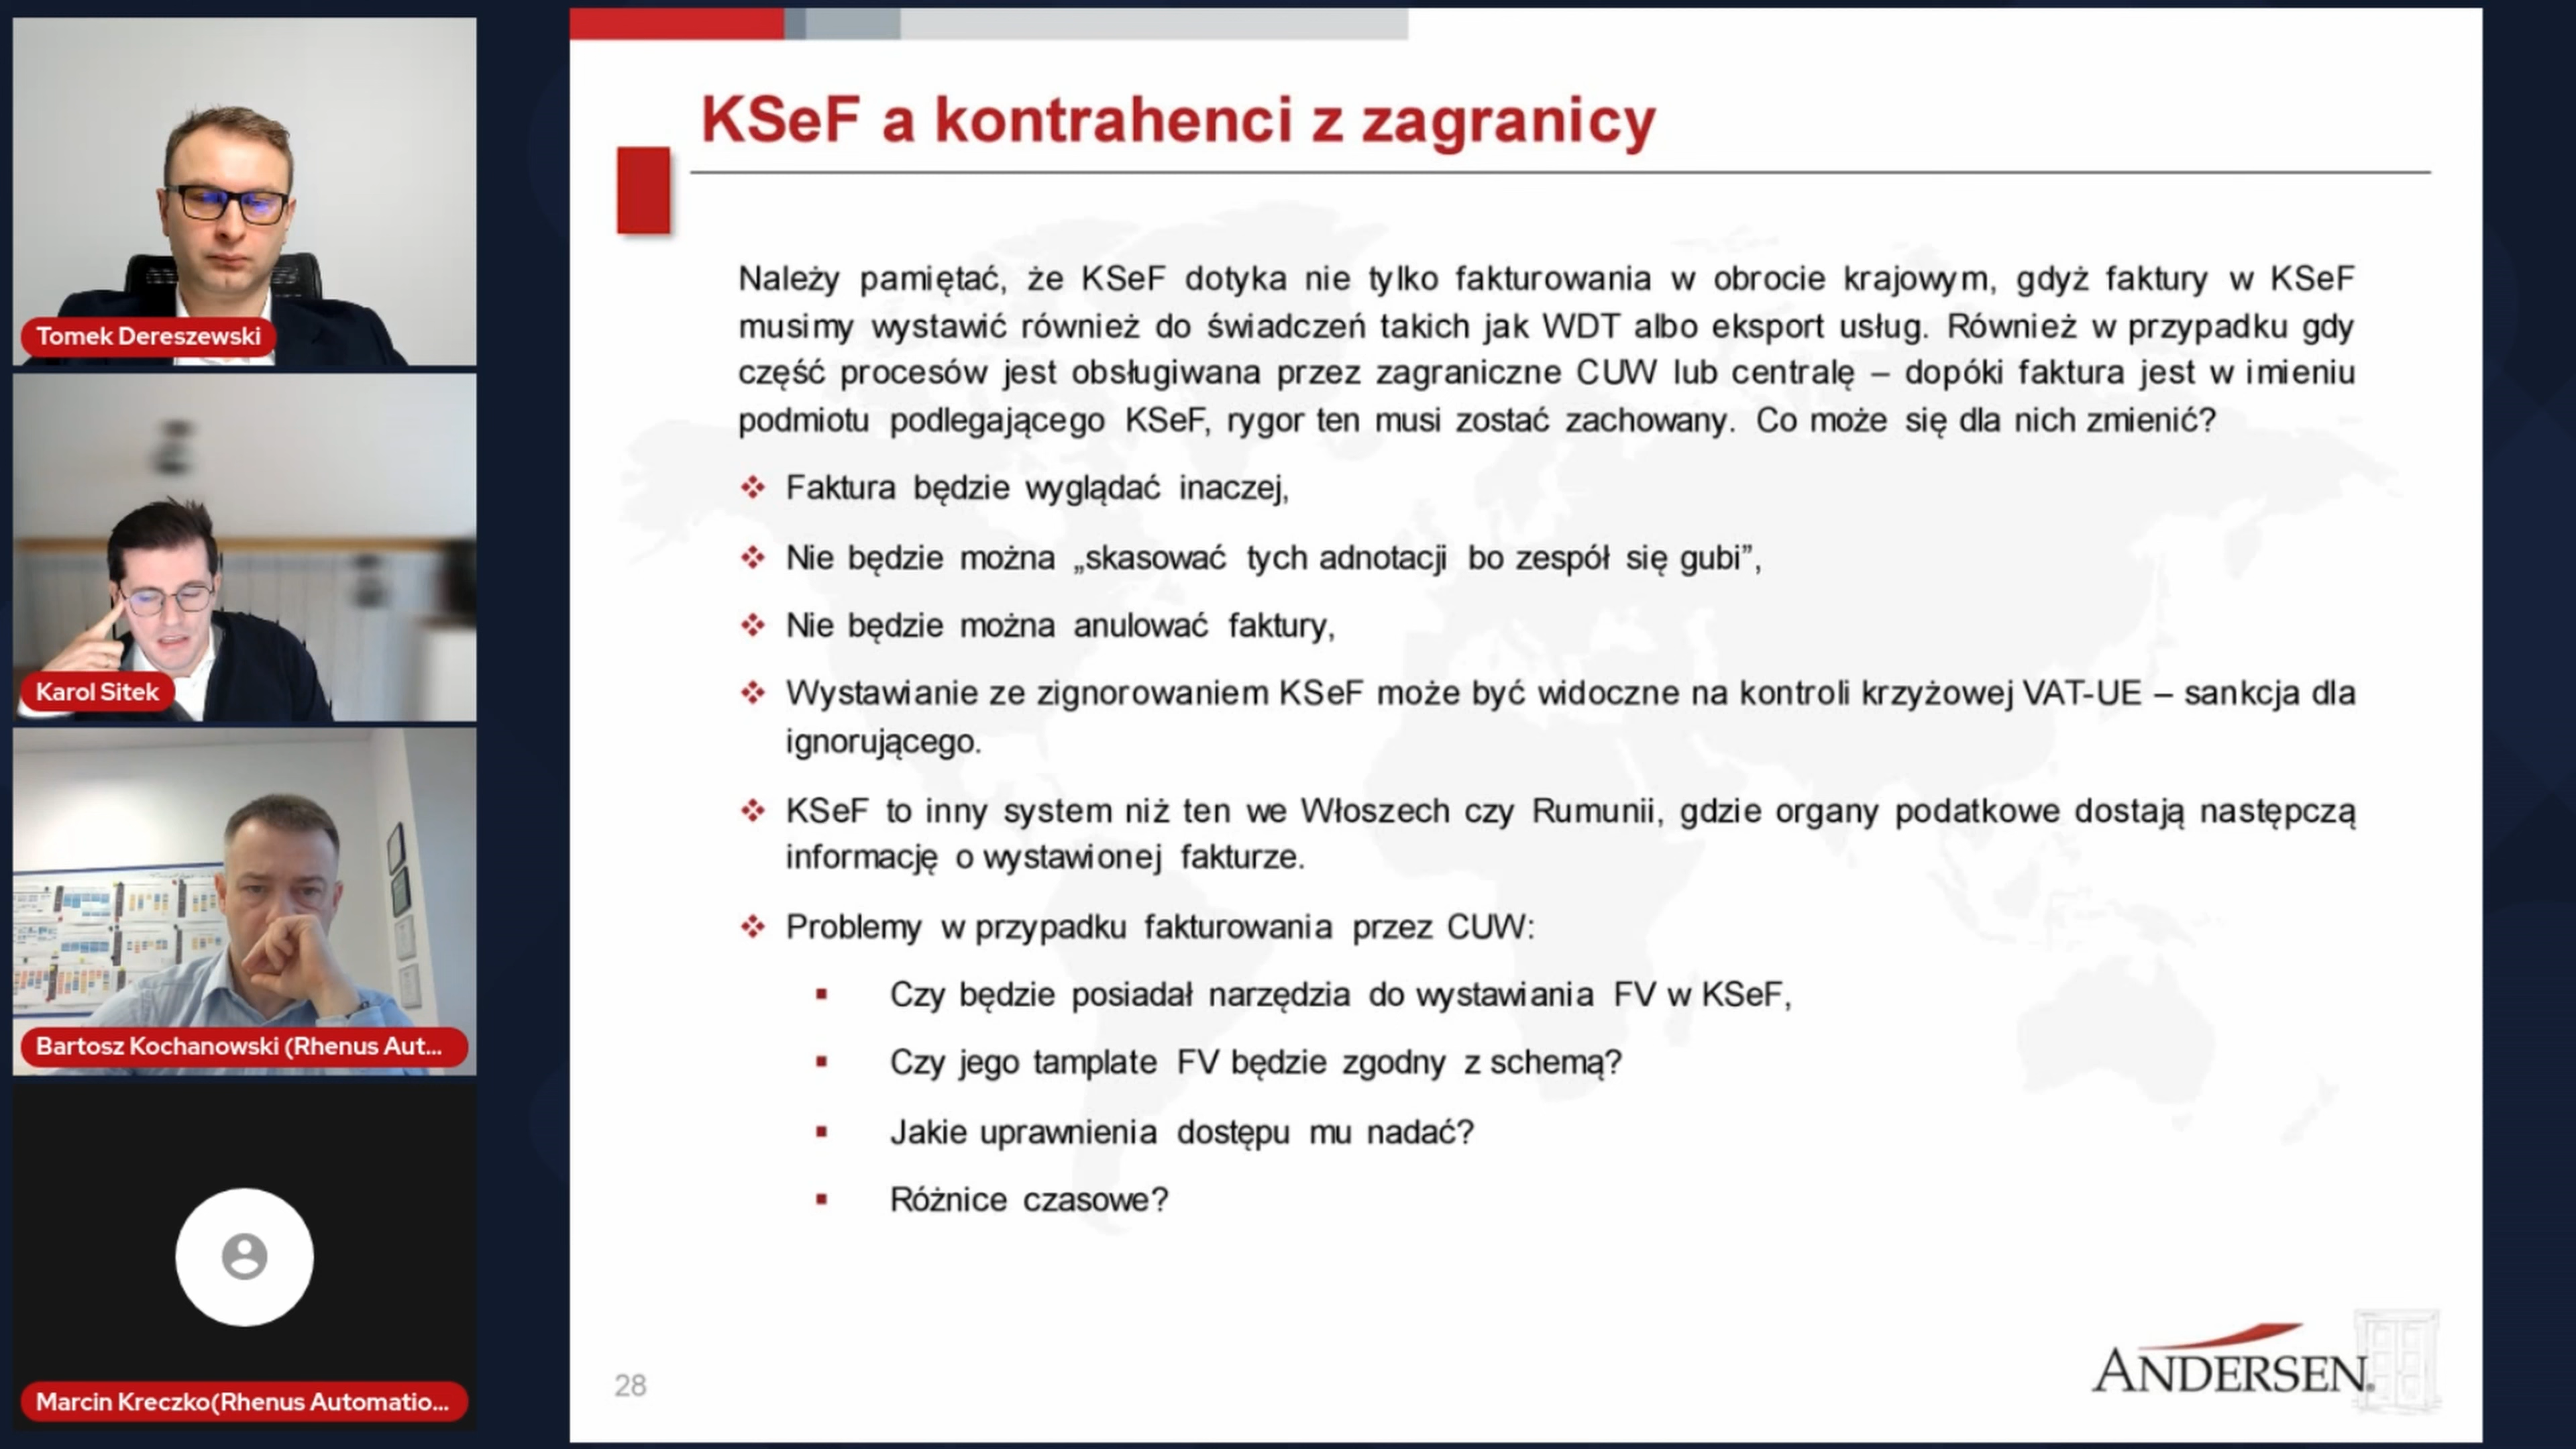 Tomek Dereszewski
Karol Sitek
Bartosz Kochanowski (Rhenus Aut...
Marcin Kreczko(Rhenus Automatio...
KSeF a kontrahenci z zagranicy
Należy pamiętać, że KSeF dotyka nie tylko fakturowania w obrocie krajowym, gdyż faktury w KSeF
musimy wystawić również do świadczeń takich jak WDT albo eksport usług. Również w przypadku gdy
część procesów jest obsługiwana przez zagraniczne CUW lub centralę – dopóki faktura jest w imieniu
podmiotu podlegającego KSeF, rygor ten musi zostać zachowany. Co może się dla nich zmienić?
❖ Faktura będzie wyglądać inaczej,
❖ Nie będzie można „skasować tych adnotacji bo zespół się gubi”,
❖ Nie będzie można anulować faktury,
❖ Wystawianie ze zignorowaniem KSeF może być widoczne na kontroli krzyżowej VAT-UE – sankcja dla
ignorującego.
❖ KSeF to inny system niż ten we Włoszech czy Rumunii, gdzie organy podatkowe dostają następczą
informację o wystawionej fakturze.
❖ Problemy w przypadku fakturowania przez CUW:
▪ Czy będzie posiadał narzędzia do wystawiania FV w KSeF,
▪ Czy jego tamplate FV będzie zgodny z schemą?
▪ Jakie uprawnienia dostępu mu nadać?
▪ Różnice czasowe?
28
ANDERSEN®